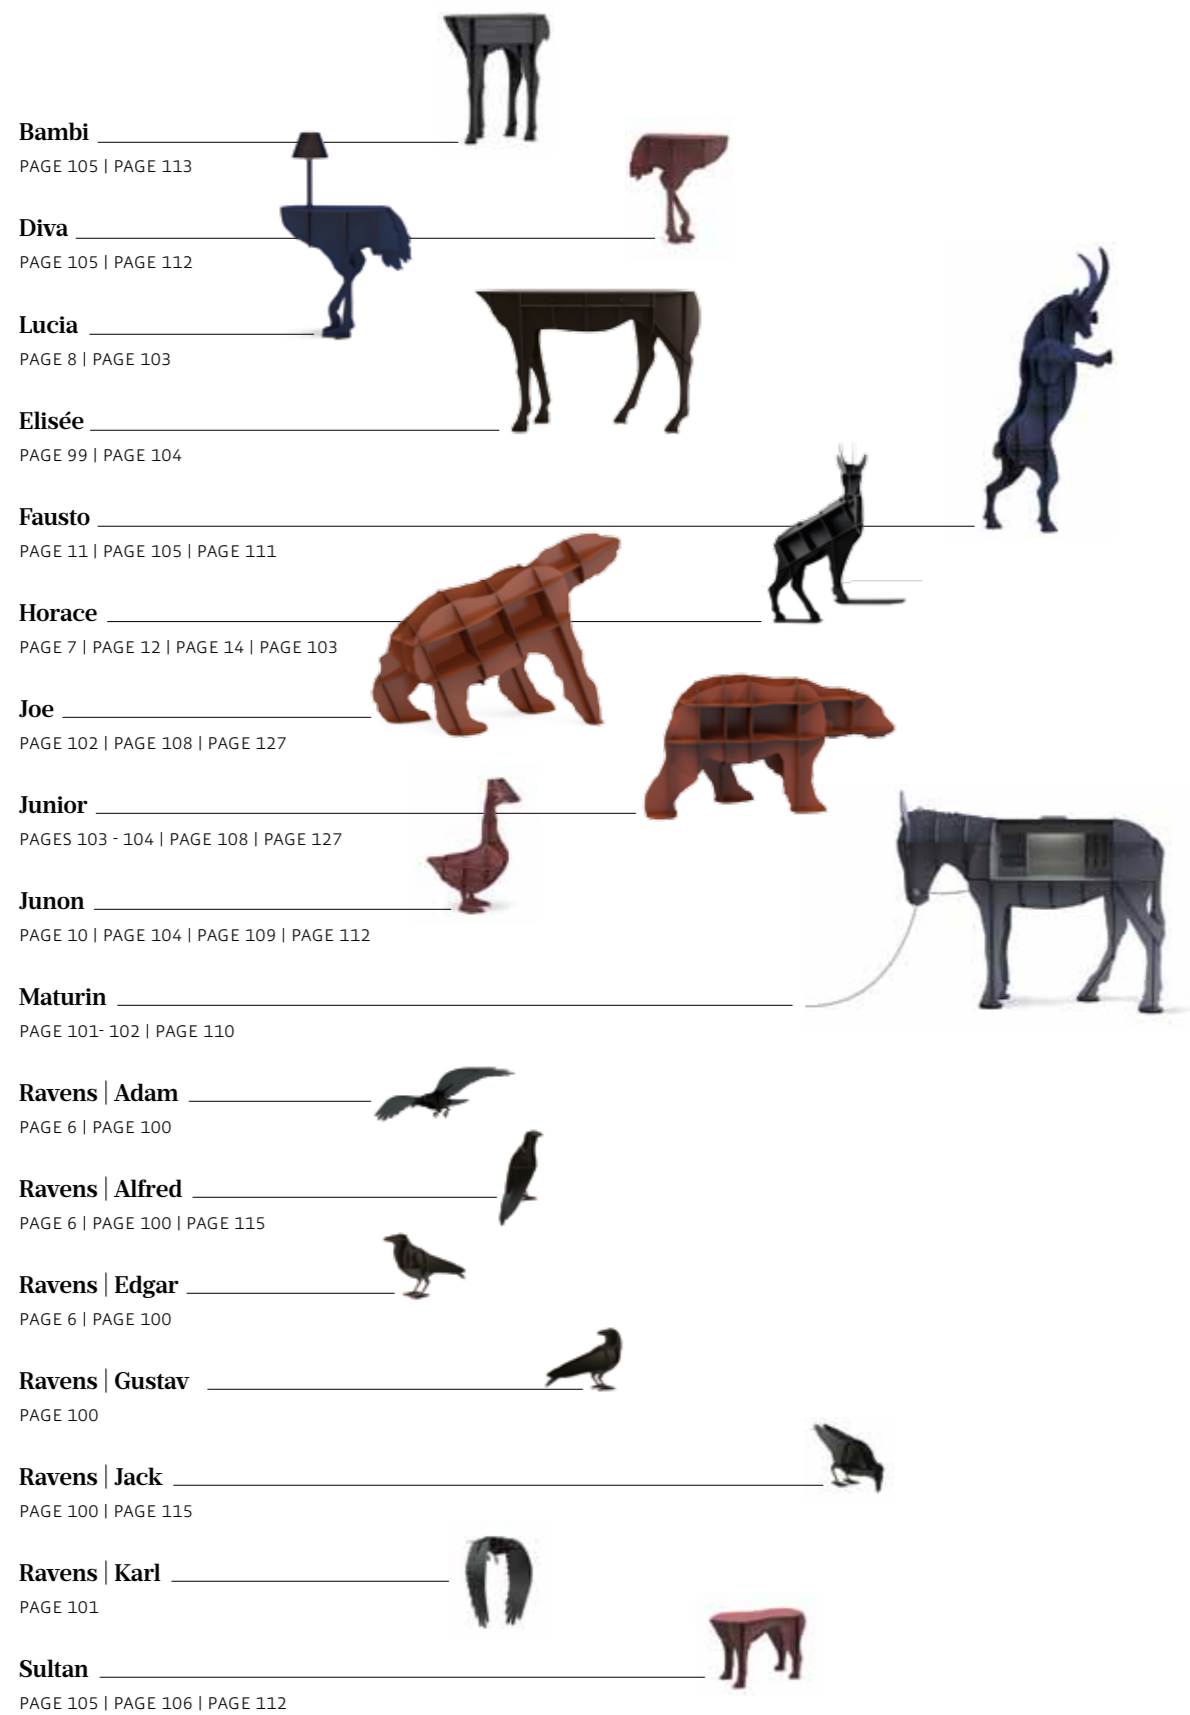 Bambi
PAGE 105 | PAGE 113
Diva
PAGE 105 | PAGE 112
Lucia
PAGE 8 | PAGE 103
Elisée
PAGE 99 | PAGE 104
Fausto
PAGE 11 | PAGE 105 | PAGE 111
Horace
PAGE 7 | PAGE 12 | PAGE 14 | PAGE 103
Joe
PAGE 102 | PAGE 108 | PAGE 127
Junior
PAGES 103 - 104 | PAGE 108 | PAGE 127
Junon
PAGE 10 | PAGE 104 | PAGE 109 | PAGE 112
Maturin
PAGE 101- 102 | PAGE 110
Ravens | Adam
PAGE 6 | PAGE 100
Ravens | Alfred
PAGE 6 | PAGE 100 | PAGE 115
Ravens | Edgar
PAGE 6 | PAGE 100
Ravens | Gustav
PAGE 100
Ravens | Jack
PAGE 100 | PAGE 115
Ravens | Karl
PAGE 101
Sultan
PAGE 105 | PAGE 106 | PAGE 112